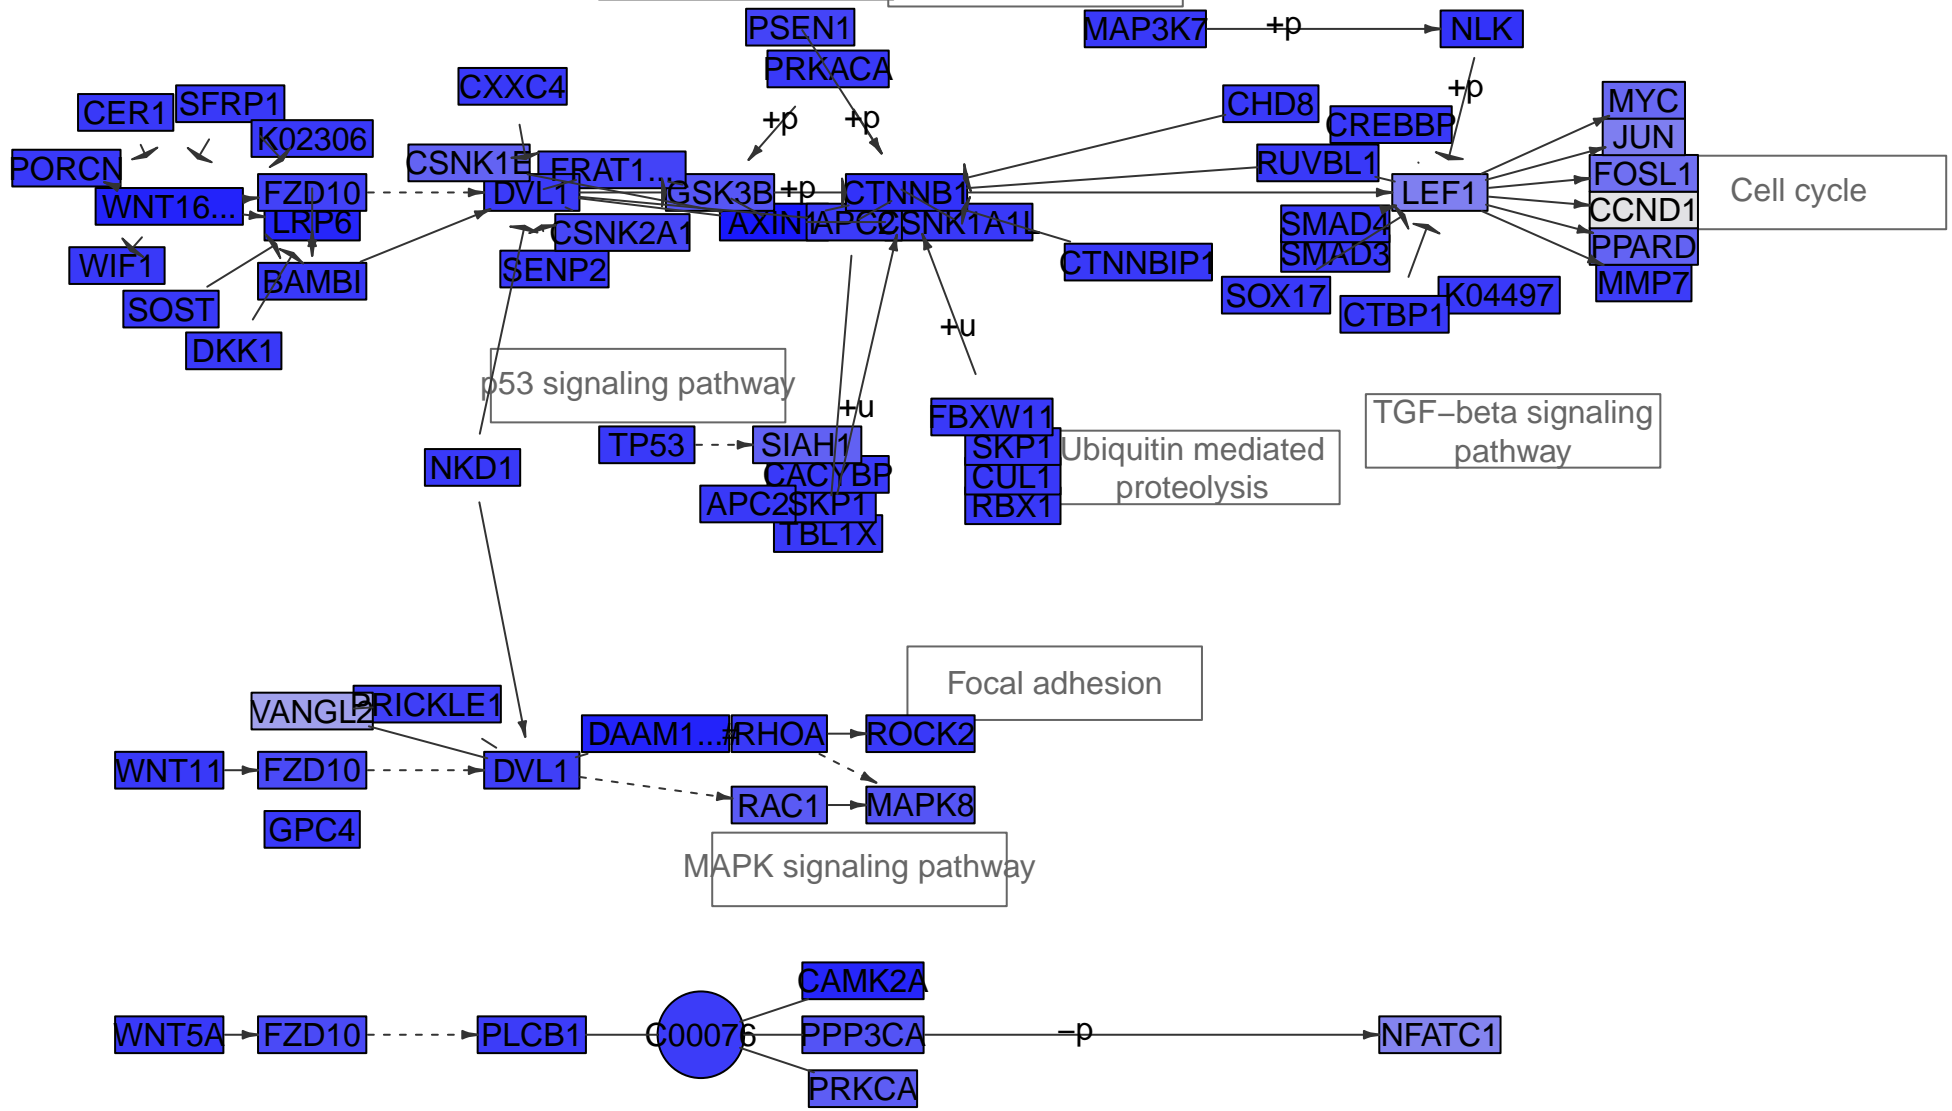 PSEN1
MAP3K7
+p
NLK
PRKACA
CXXC4
+p
CER1
SFRP1
CHD8
MYC
+p
+p
CREBBP
K02306
JUN
PORCN
CSNK1E
FRAT1...
RUVBL1
FOSL1
WNT16...
FZD10
DVL1
GSK3B
+p
CTNNB1
LEF1
Cell cycle
CCND1
LRP6
AXIN1
APC2
CSNK1A1L
SMAD4
CSNK2A1
PPARD
SMAD3
WIF1
SENP2
CTNNBIP1
BAMBI
MMP7
SOST
SOX17
K04497
CTBP1
DKK1
+u
p53 signaling pathway
+u
FBXW11
TGF−beta signaling
pathway
TP53
SIAH1
SKP1
Ubiquitin mediated
proteolysis
NKD1
CACYBP
CUL1
APC2
SKP1
RBX1
TBL1X
Focal adhesion
VANGL2
PRICKLE1
DAAM1...
≠
RHOA
ROCK2
WNT11
FZD10
DVL1
RAC1
MAPK8
GPC4
MAPK signaling pathway
CAMK2A
WNT5A
FZD10
PLCB1
C00076
PPP3CA
−p
NFATC1
PRKCA